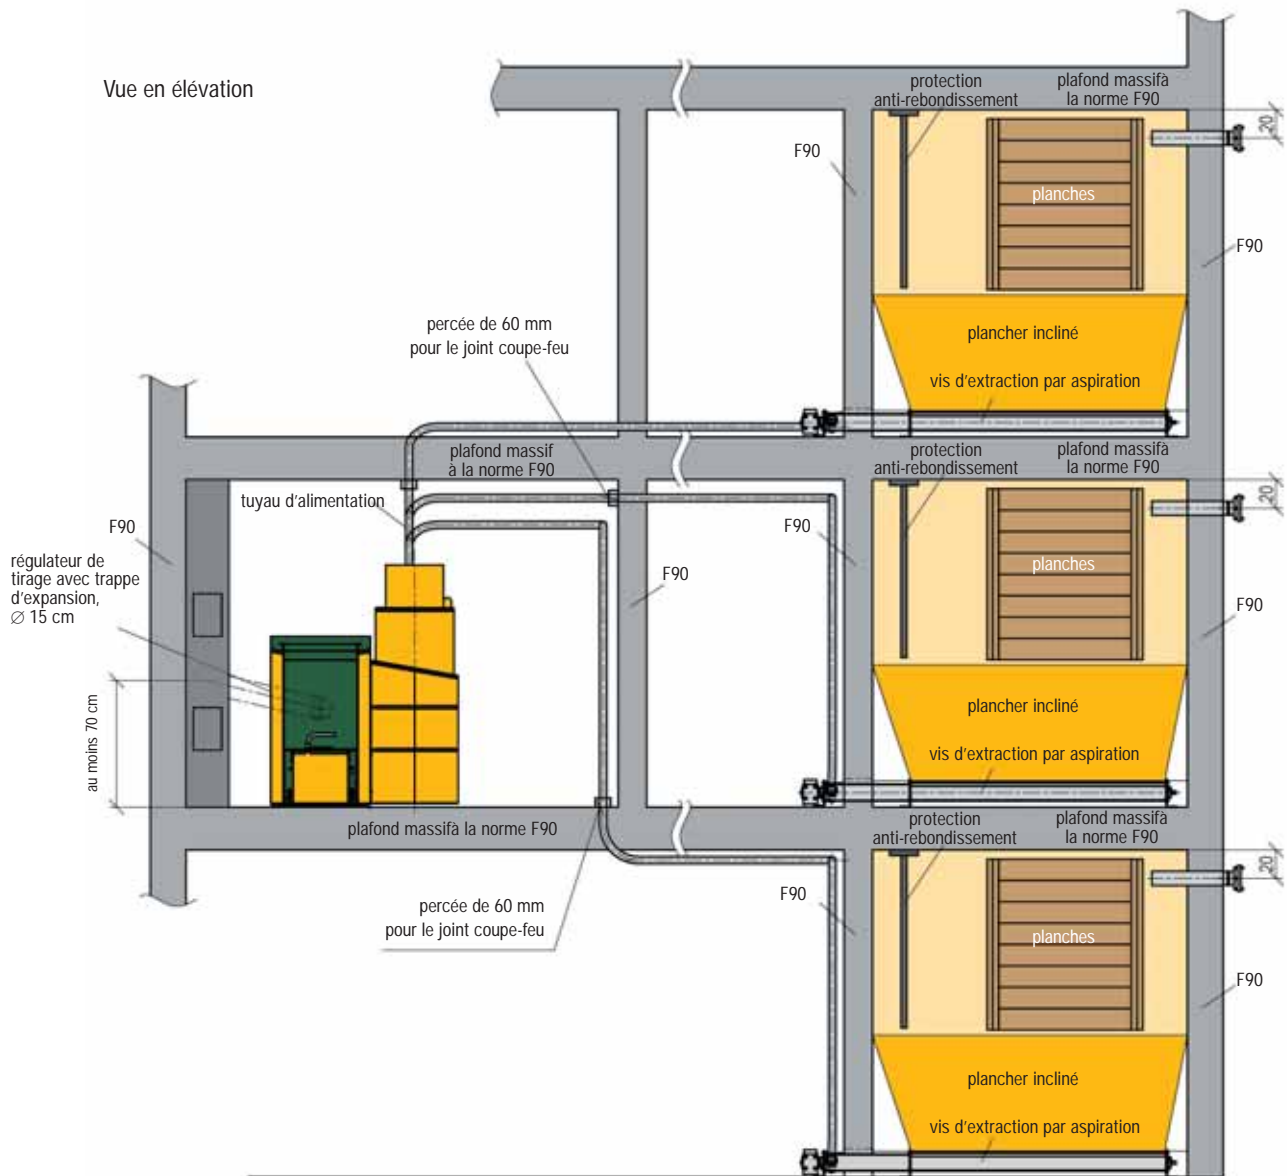 Vue en élévation
protection
anti-rebondissement
plafond massifà
la norme F90
20
F90
planches
F90
percée de 60 mm
pour le joint coupe-feu
plancher incliné
vis d'extraction par aspiration
plafond massif
à la norme F90
protection
anti-rebondissement
plafond massifà
la norme F90
20
tuyau d'alimentation
F90
F90
planches
régulateur de
tirage avec trappe
d'expansion,
∅ 15 cm
F90
F90
au moins 70 cm
plancher incliné
vis d'extraction par aspiration
plafond massifà la norme F90
protection
anti-rebondissement
plafond massifà
la norme F90
20
F90
percée de 60 mm
pour le joint coupe-feu
planches
F90
plancher incliné
vis d'extraction par aspiration